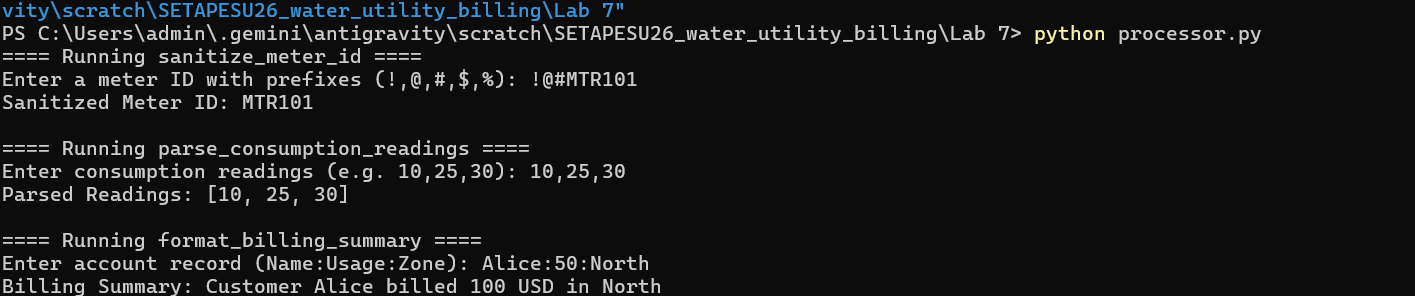 vity\scratch\SETAPESU26_water_utility_billing\Lab 7"
PS C:\Users\admin\.gemini\antigravity\scratch\SETAPESU26_water_utility_billing\Lab 7> python processor.py
==== Running sanitize_meter_id ====
Enter a meter ID with prefixes (!,@,#,$,%): !@#MTR101
Sanitized Meter ID: MTR101

==== Running parse_consumption_readings ====
Enter consumption readings (e.g. 10,25,30): 10,25,30
Parsed Readings: [10, 25, 30]

==== Running format_billing_summary ====
Enter account record (Name:Usage:Zone): Alice:50:North
Billing Summary: Customer Alice billed 100 USD in North